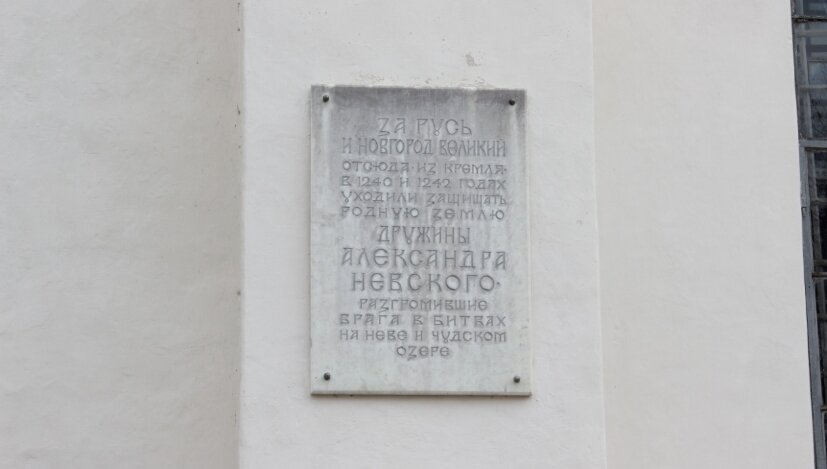 ЗА РУСЬ
И НОВГОРОД ВЕЛИКИЙ
ОТСЮДА·ИЗ КРЕМЛЯ·
В 1240 И 1242 ГОДАХ
УХОДИЛИ ЗАЩИЩАТЬ
РОДНУЮ ЗЕМЛЮ
ДРУЖИНЫ
АЛЕКСАНДРА
НЕВСКОГО·
РАЗГРОМИВШИЕ
ВРАГА В БИТВАХ
НА НЕВЕ И ЧУДСКОМ
ОЗЕРЕ